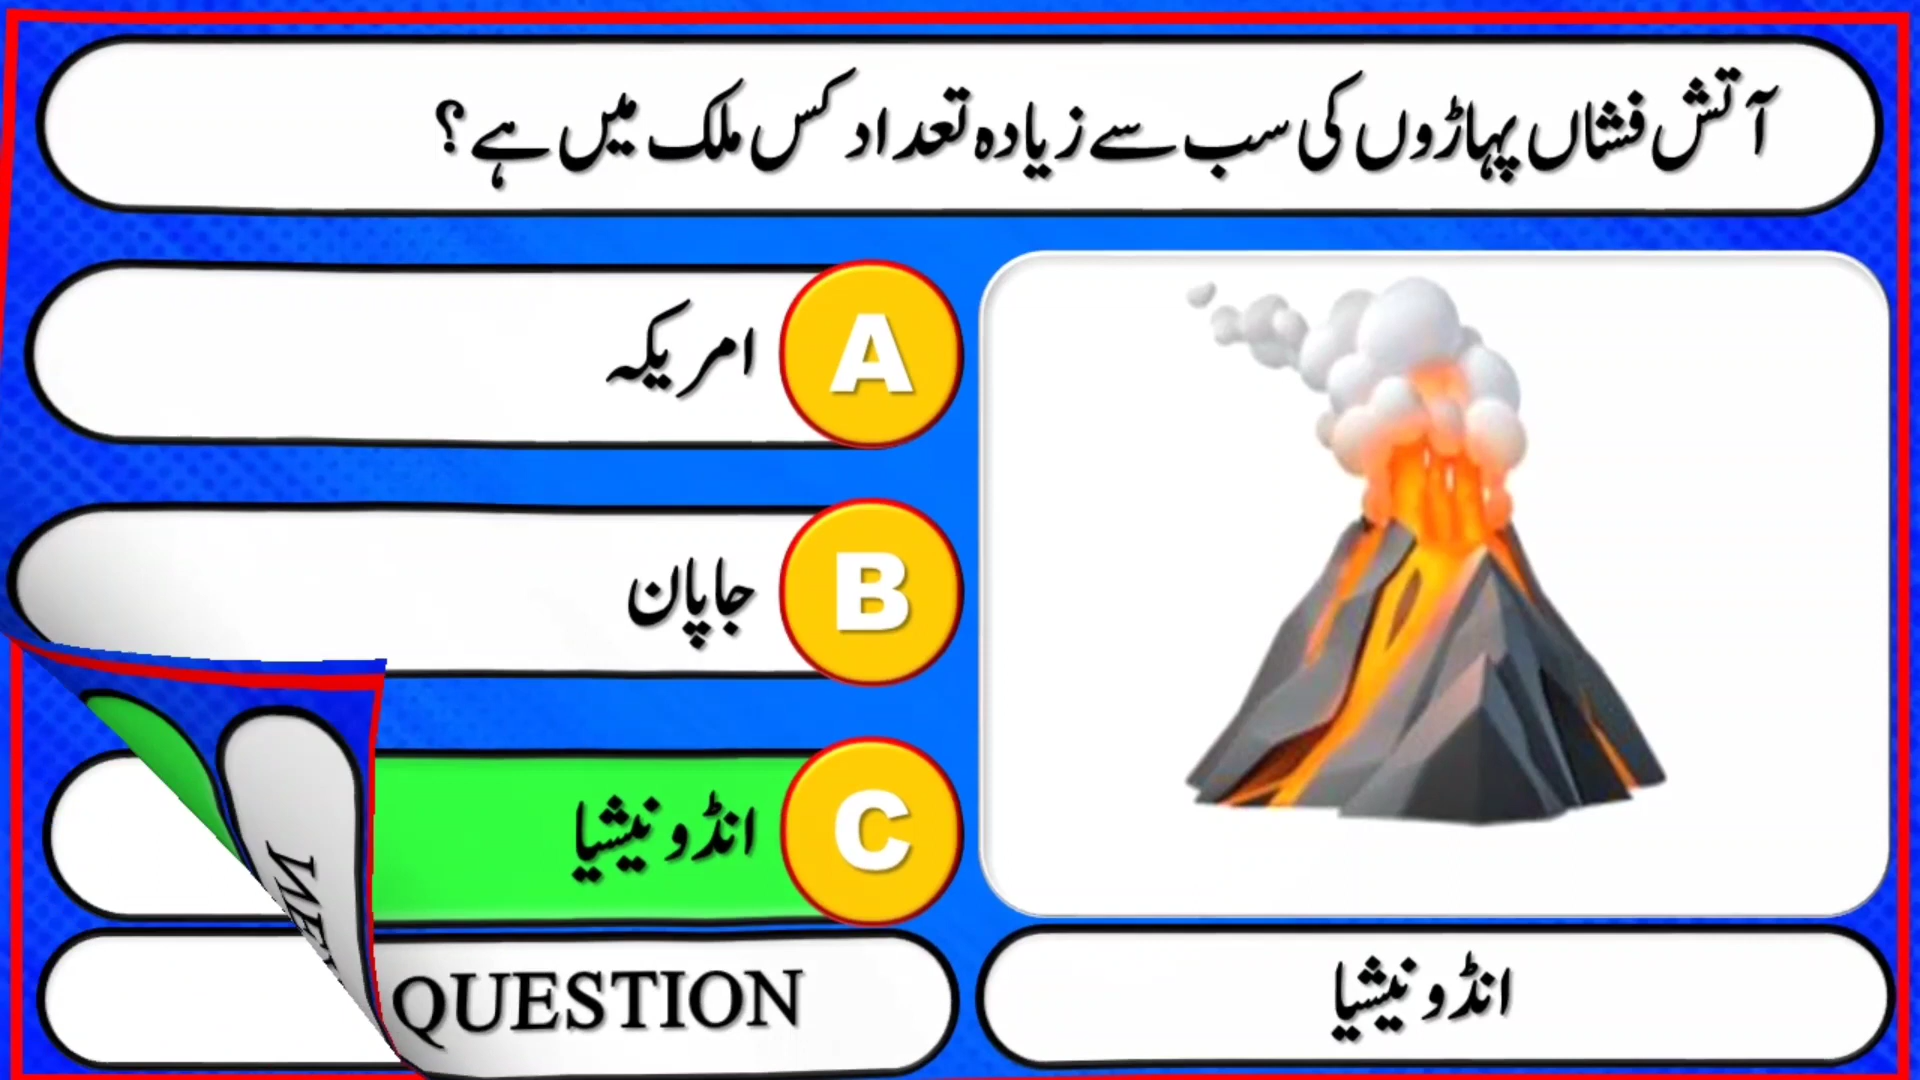 آتش فشاں پہاڑوں کی سب سے زیادہ تعداد کس ملک میں ہے؟
A امریکہ
B جاپان
C انڈونیشیا
QUESTION
انڈونیشیا